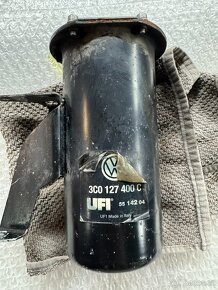 3C0 127 400 C
UFI 55 142 04
UFI Made in Italy